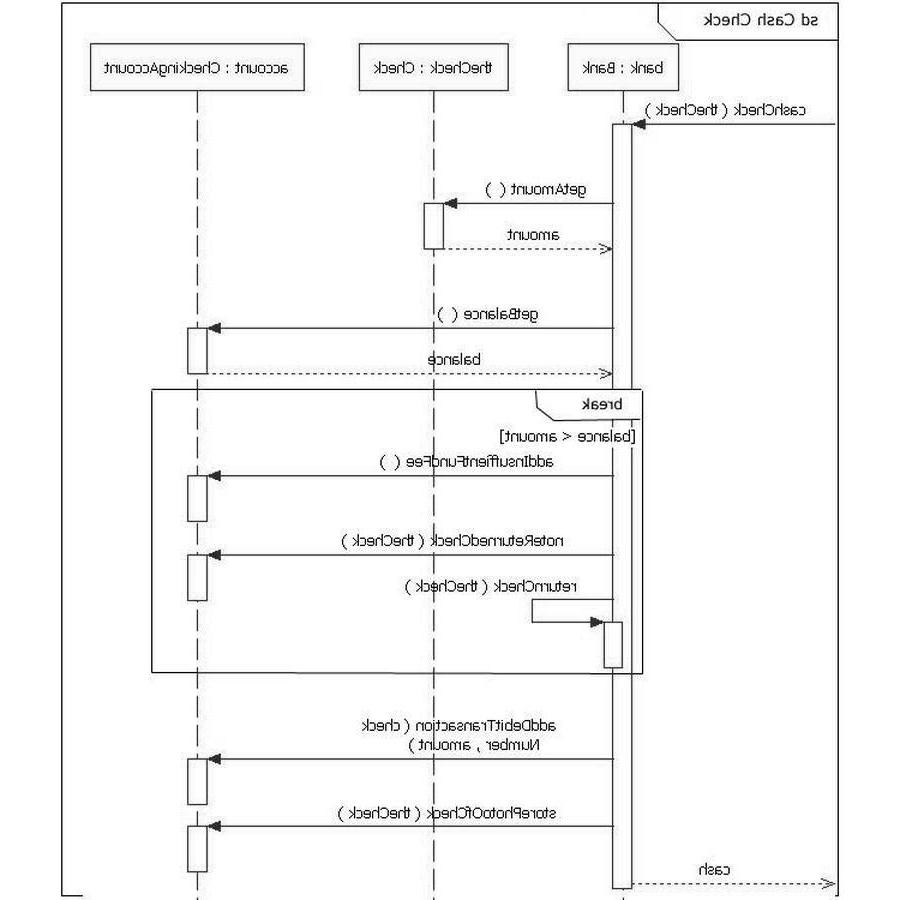 sd Cash Check
bank : Bank
theCheck : Check
account : CheckingAccount
cashCheck ( theCheck )
getAmount ( )
amount
getBalance ( )
balance
break
[balance < amount]
addInsuffientFundFee ( )
noteReturnedCheck ( theCheck )
returnCheck ( theCheck )
addDebitTransaction ( check
Number , amount )
storePhotoOfCheck ( theCheck )
cash